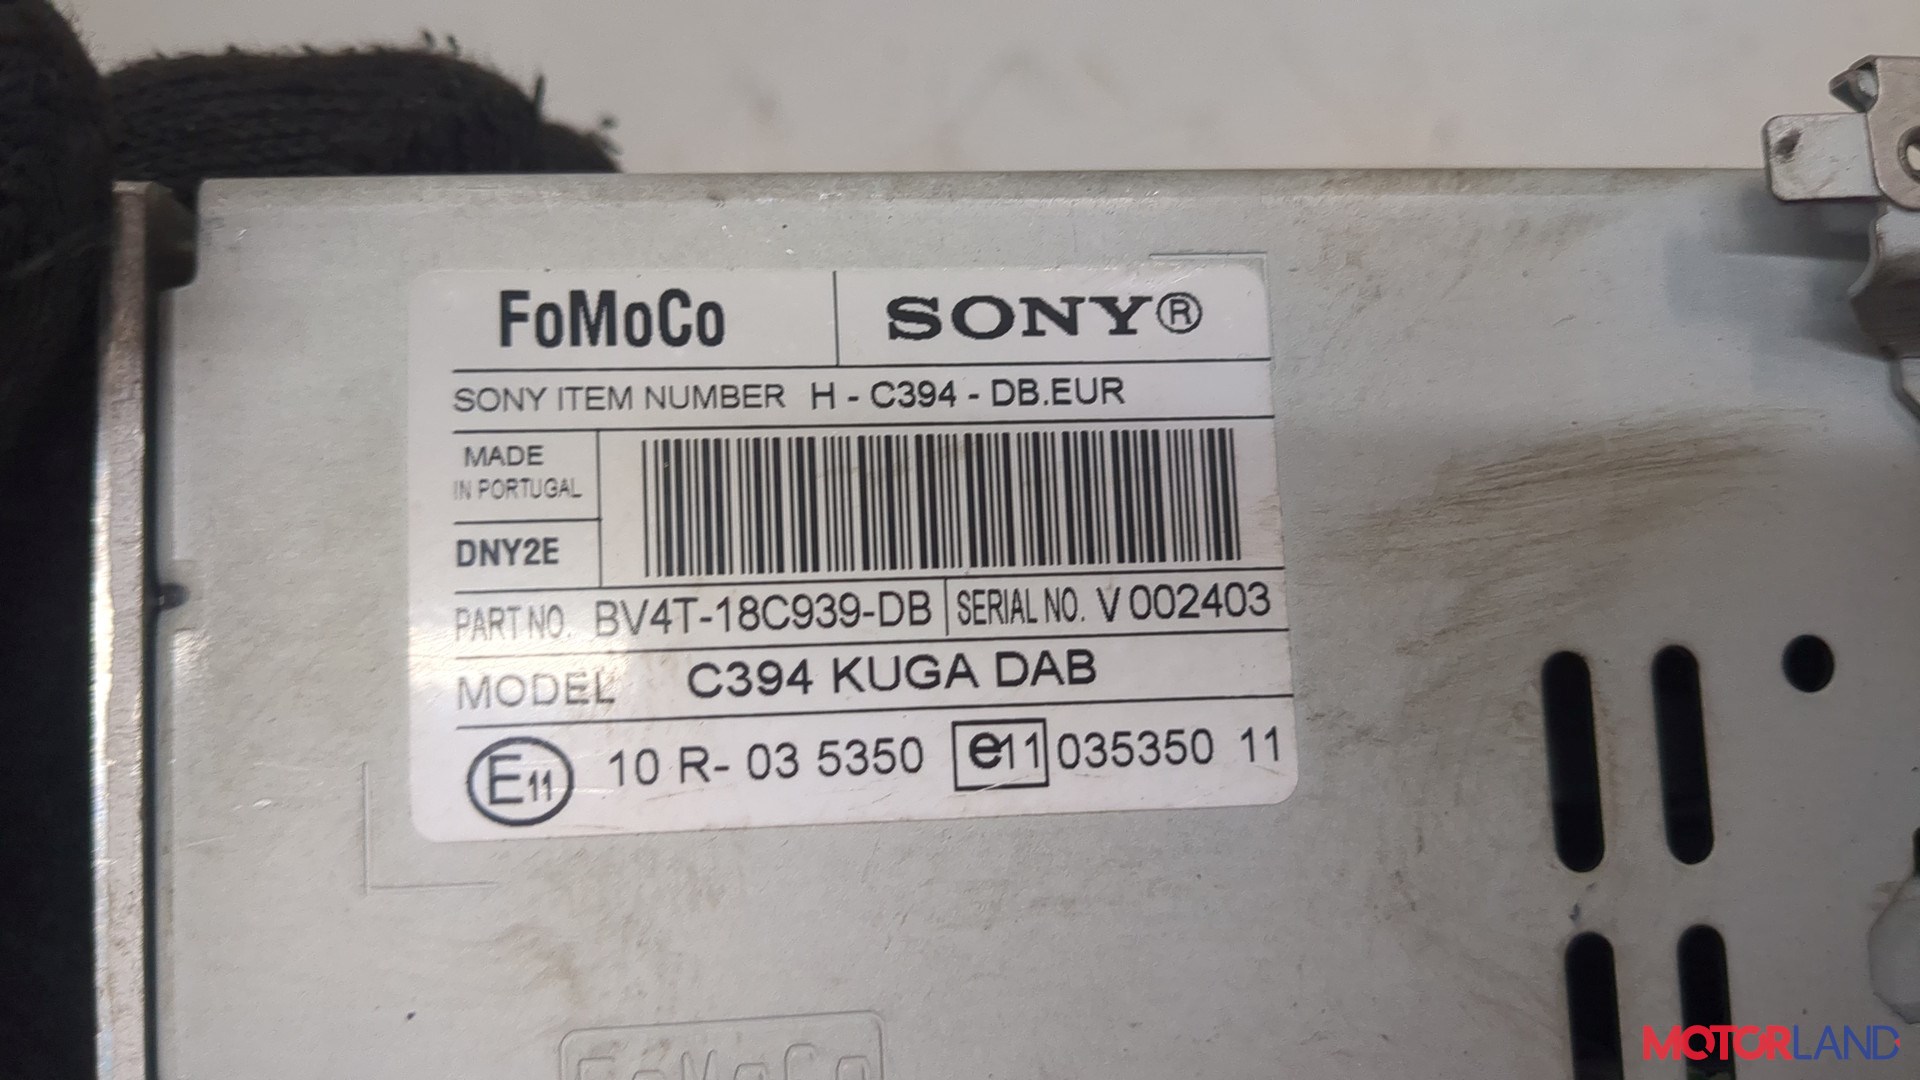 FoMoCo SONY®
SONY ITEM NUMBER H - C394 - DB.EUR
MADE
IN PORTUGAL
DNY2E
PART NO. BV4T-18C939-DB SERIAL NO. V 002403
MODEL C394 KUGA DAB
E11 10 R- 03 5350 e11 035350 11
FoMoCo
MOTORLAND